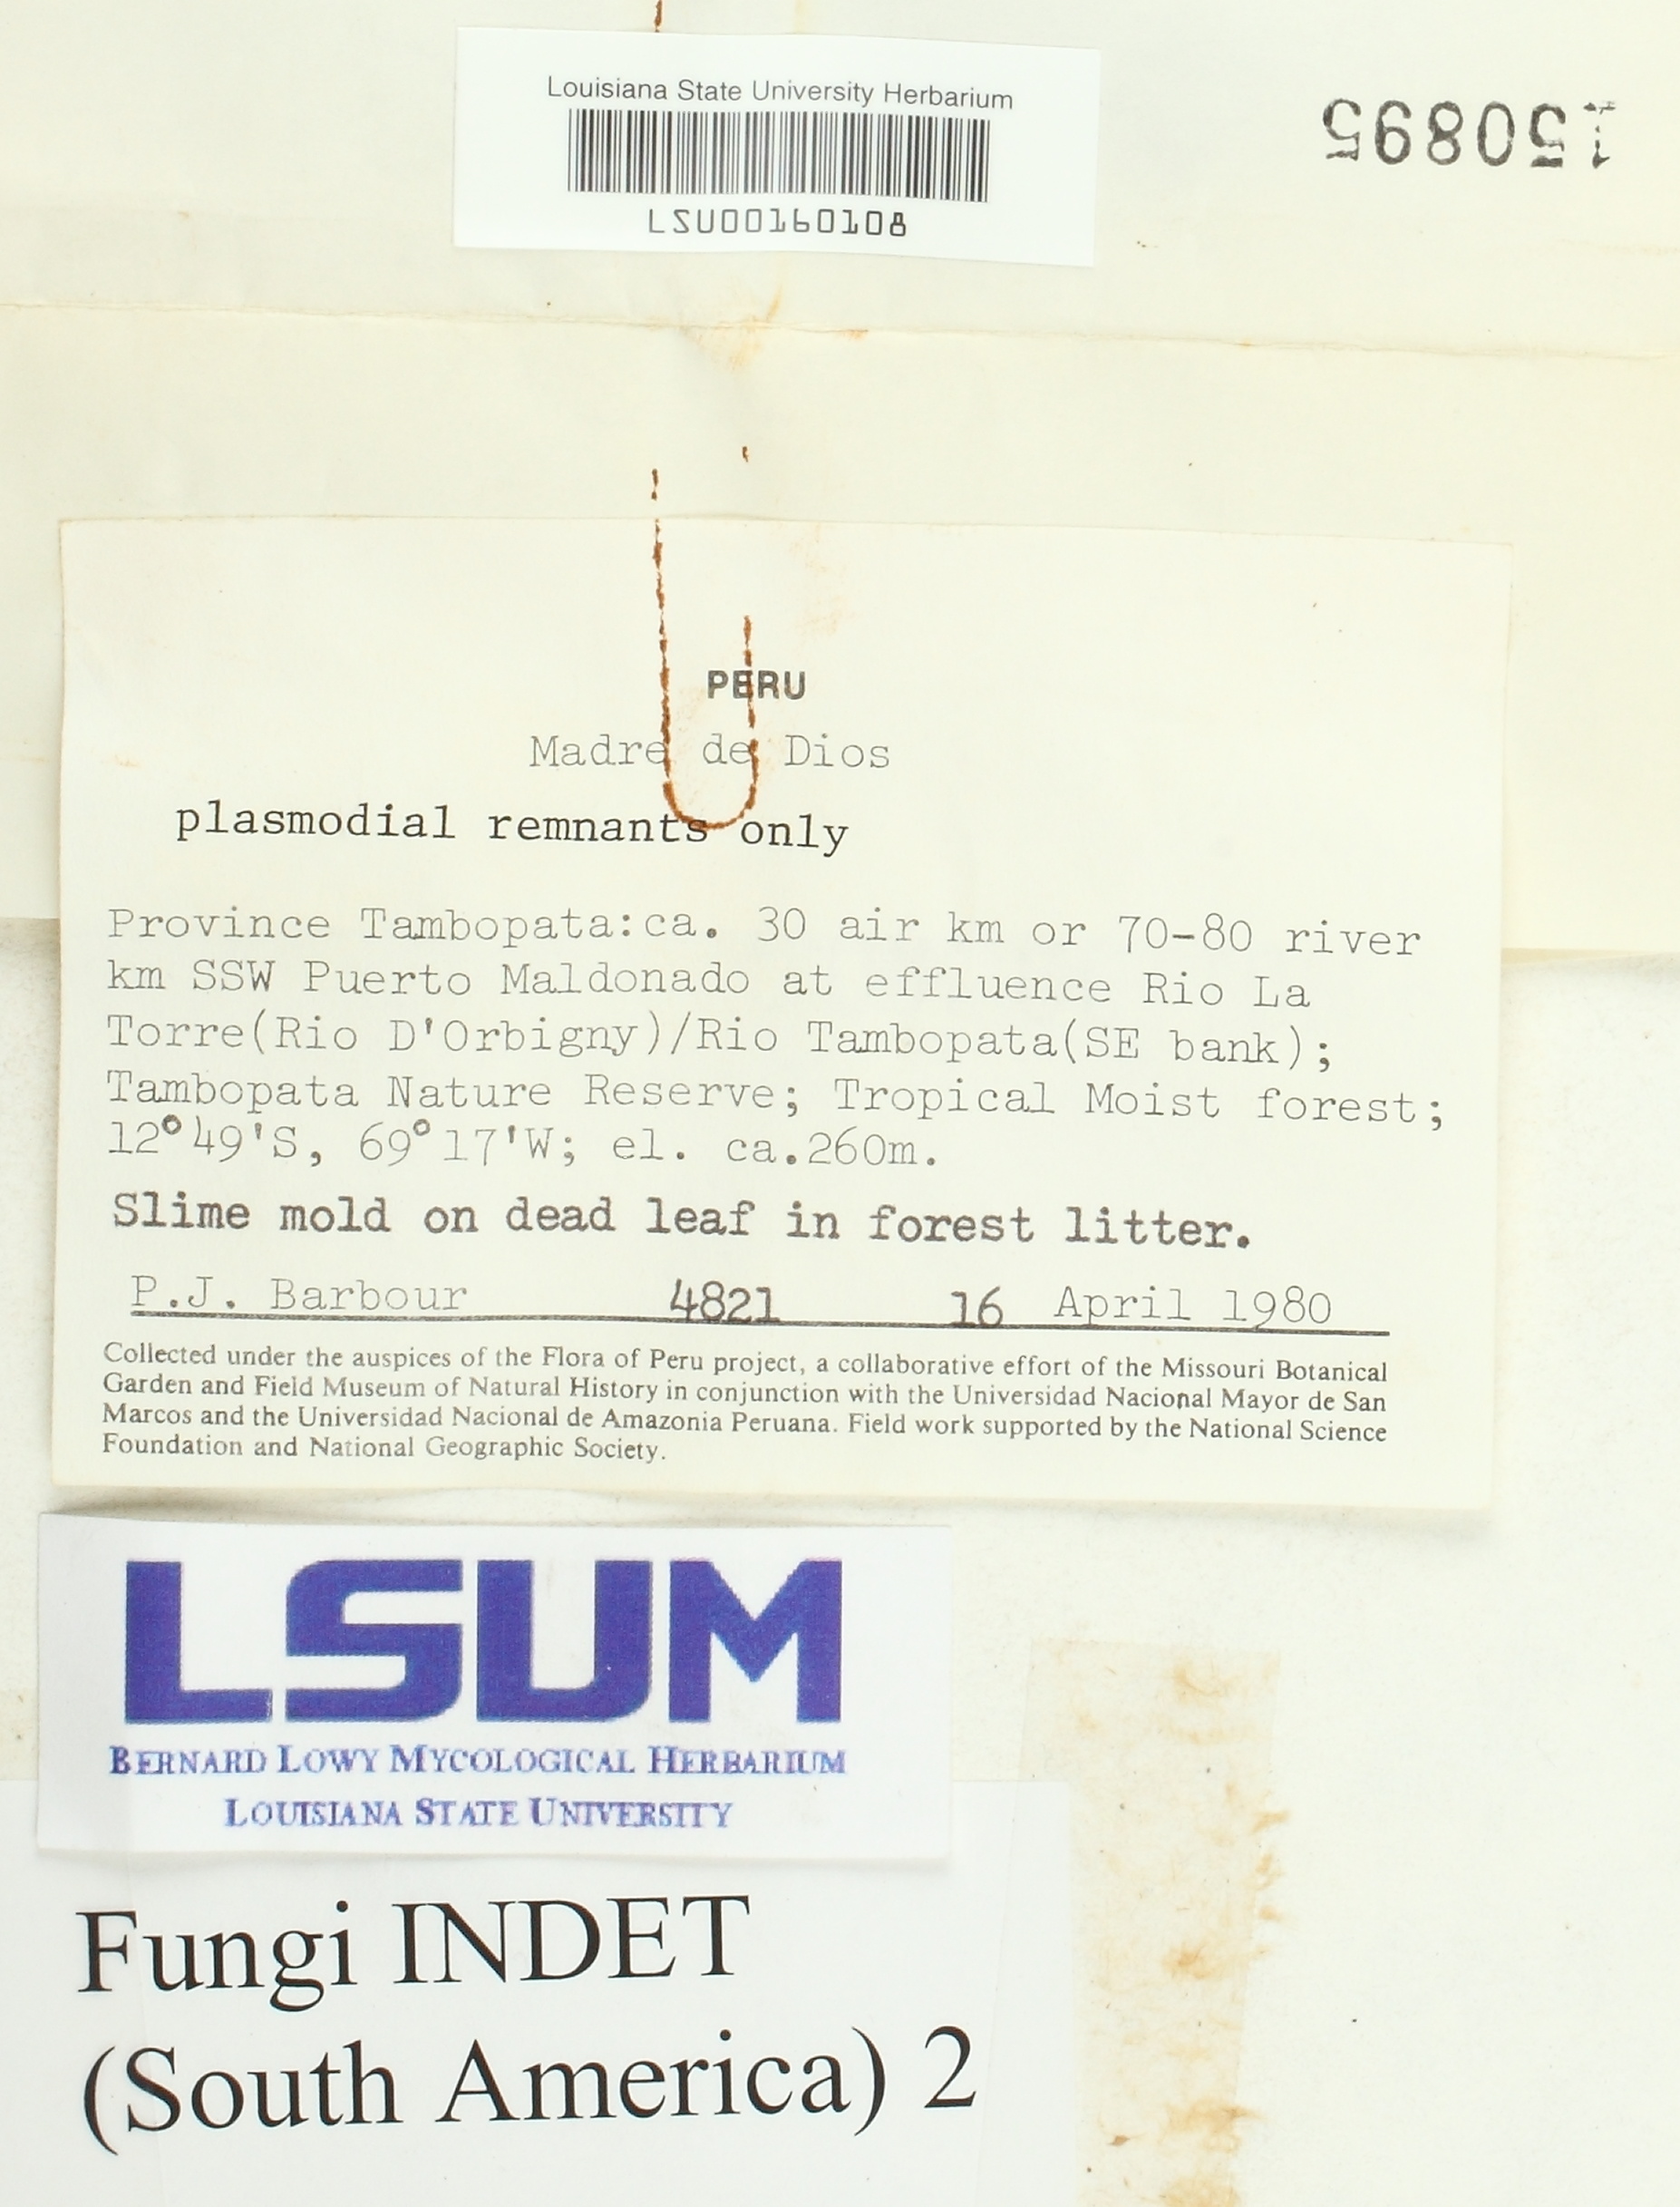 Louisiana State University Herbarium
LSU00160108
150895
PERU
Madre de Dios
plasmodial remnants only
Province Tambopata:ca. 30 air km or 70-80 river
km SSW Puerto Maldonado at effluence Rio La
Torre(Rio D'Orbigny)/Rio Tambopata(SE bank);
Tambopata Nature Reserve; Tropical Moist forest;
12°49'S, 69°17'W; el. ca.260m.
Slime mold on dead leaf in forest litter.
P.J. Barbour 4821 16 April 1980
Collected under the auspices of the Flora of Peru project, a collaborative effort of the Missouri Botanical
Garden and Field Museum of Natural History in conjunction with the Universidad Nacional Mayor de San
Marcos and the Universidad Nacional de Amazonia Peruana. Field work supported by the National Science
Foundation and National Geographic Society.
LSUM
BERNARD LOWY MYCOLOGICAL HERBARIUM
LOUISIANA STATE UNIVERSITY
Fungi INDET
(South America) 2